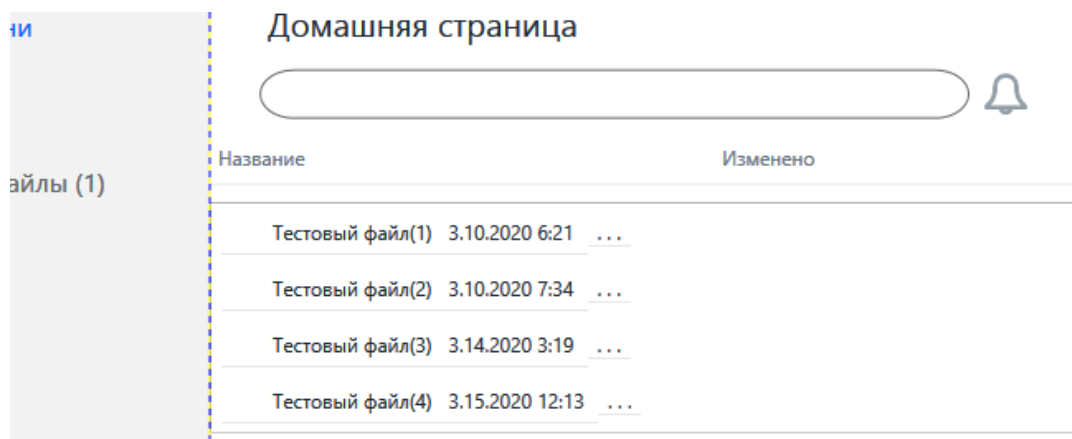 ни
Домашняя страница
Название Изменено
айлы (1)
Тестовый файл(1) 3.10.2020 6:21 ...
Тестовый файл(2) 3.10.2020 7:34 ...
Тестовый файл(3) 3.14.2020 3:19 ...
Тестовый файл(4) 3.15.2020 12:13 ...